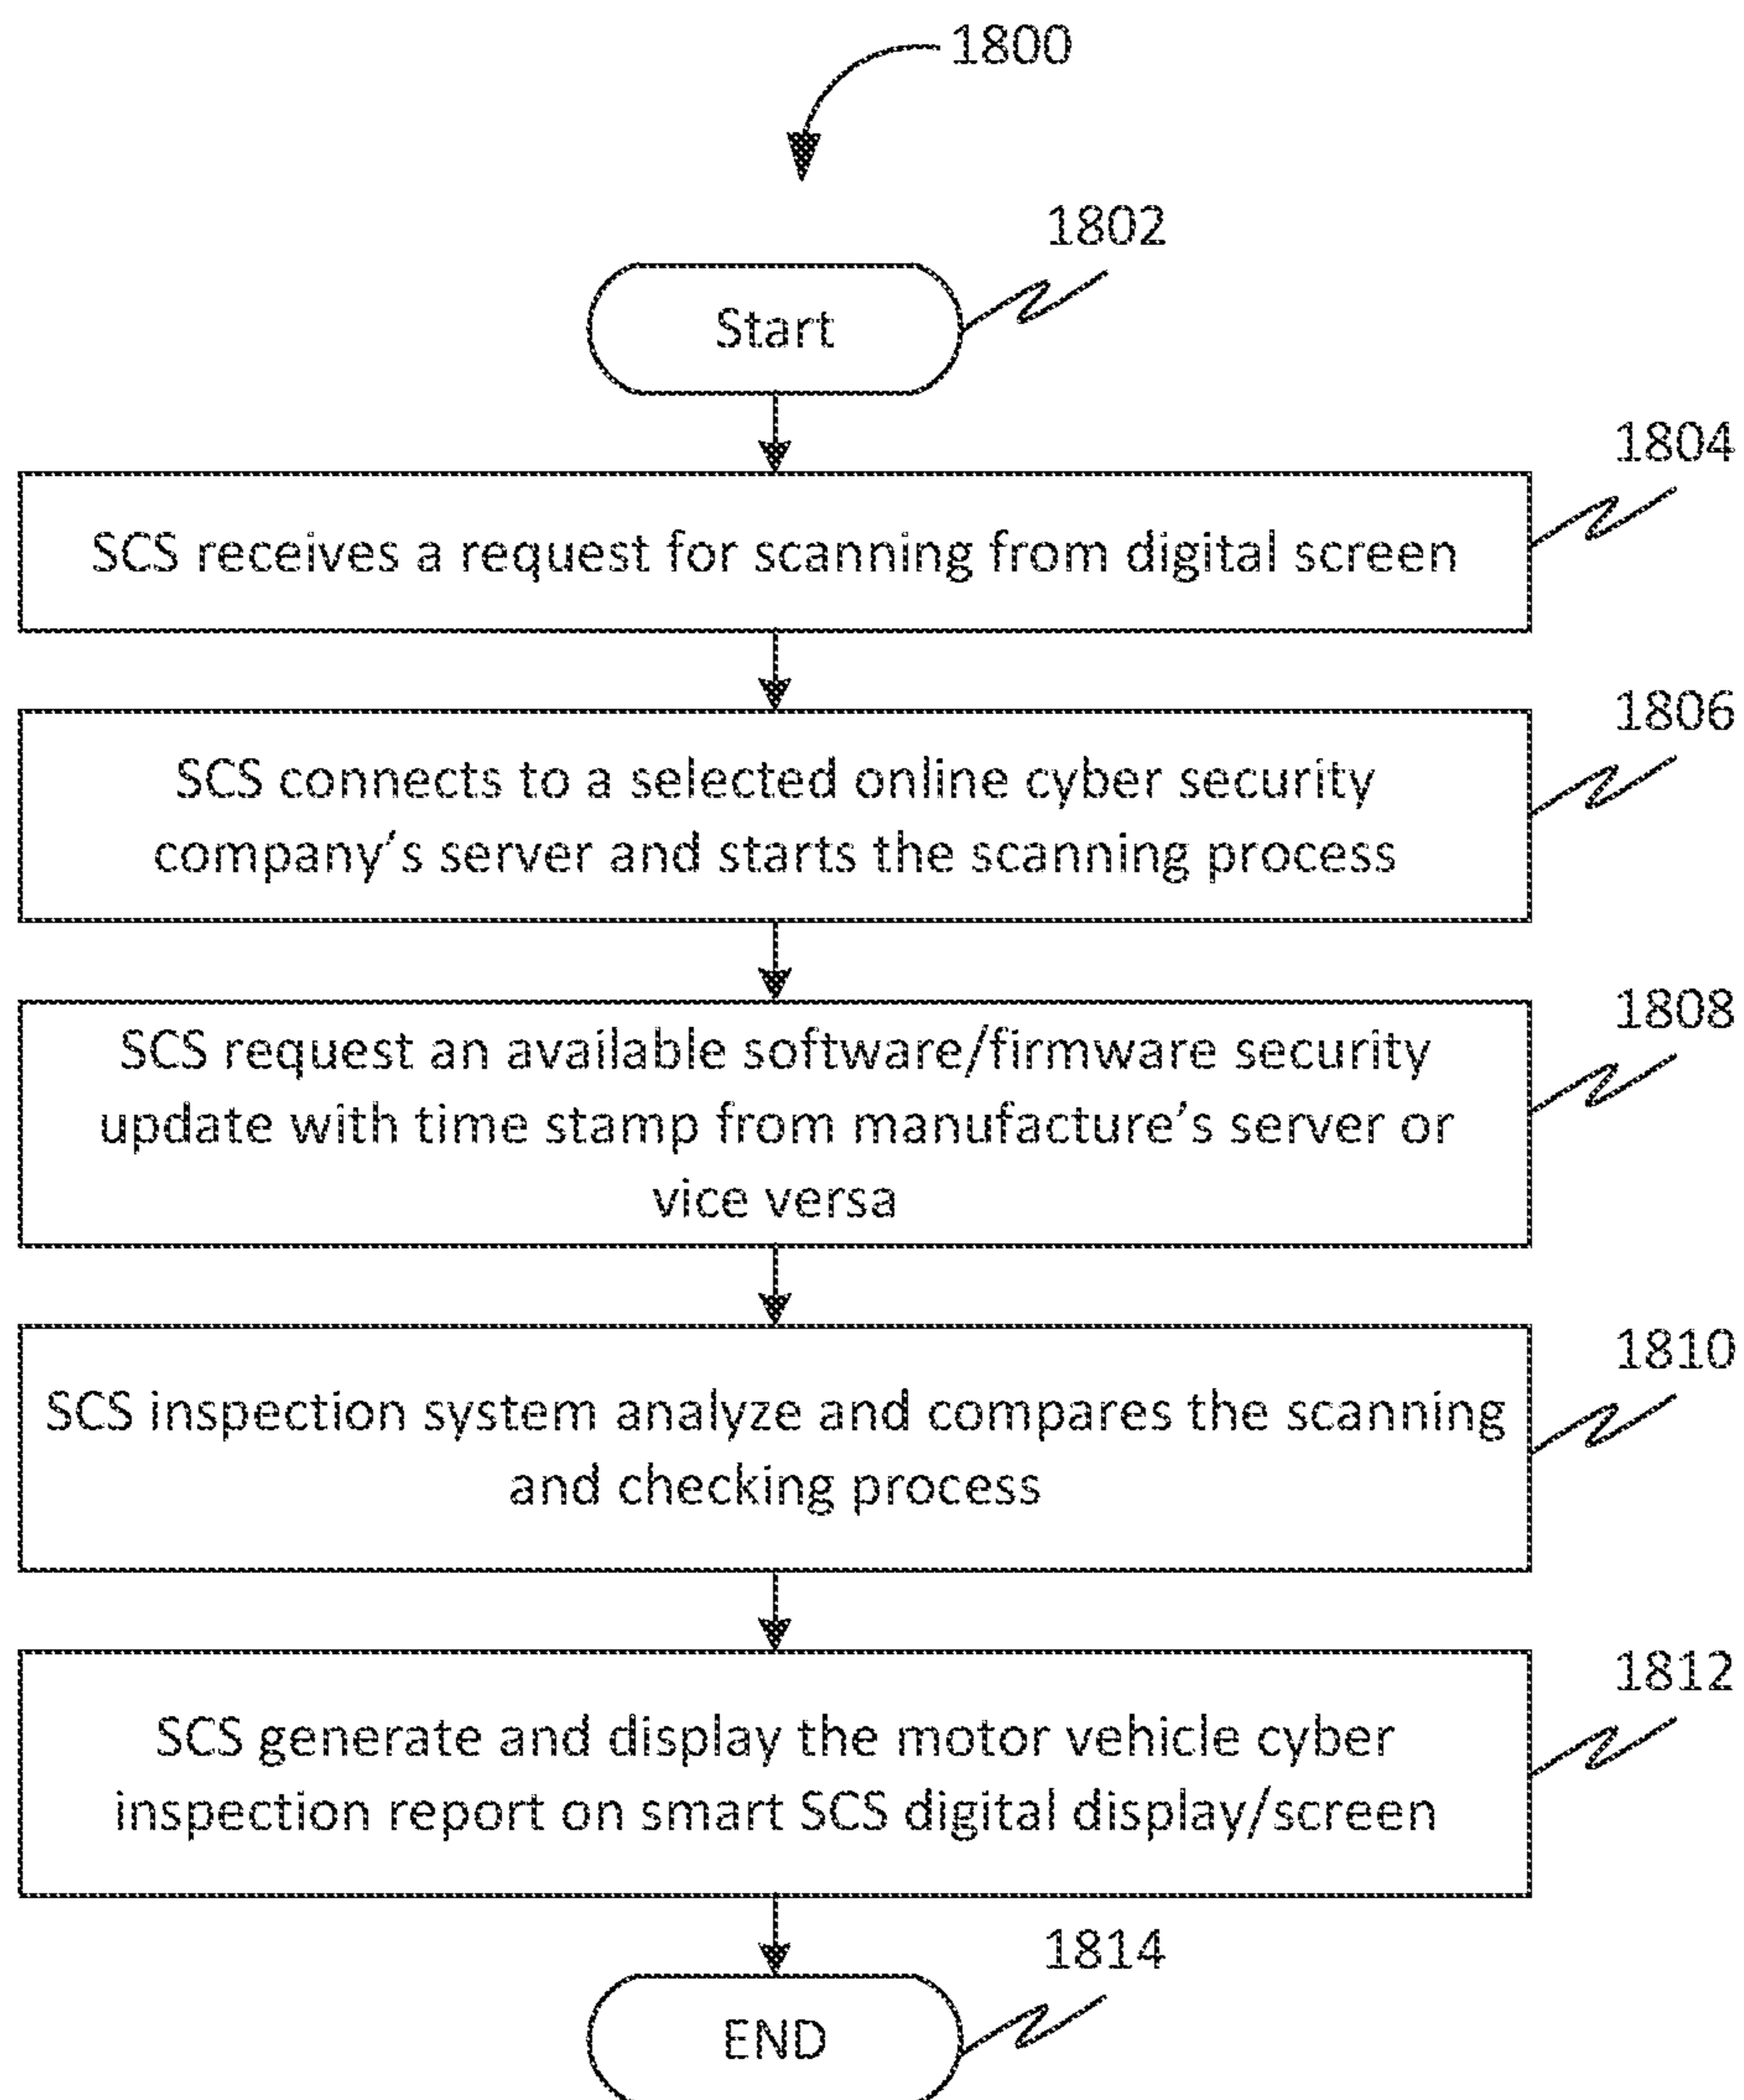 1800
1802
Start
1804
SCS receives a request for scanning from digital screen
1806
SCS connects to a selected online cyber security
company's server and starts the scanning process
1808
SCS request an available software/firmware security
update with time stamp from manufacture's server or
vice versa
1810
SCS inspection system analyze and compares the scanning
and checking process
1812
SCS generate and display the motor vehicle cyber
inspection report on smart SCS digital display/screen
1814
END